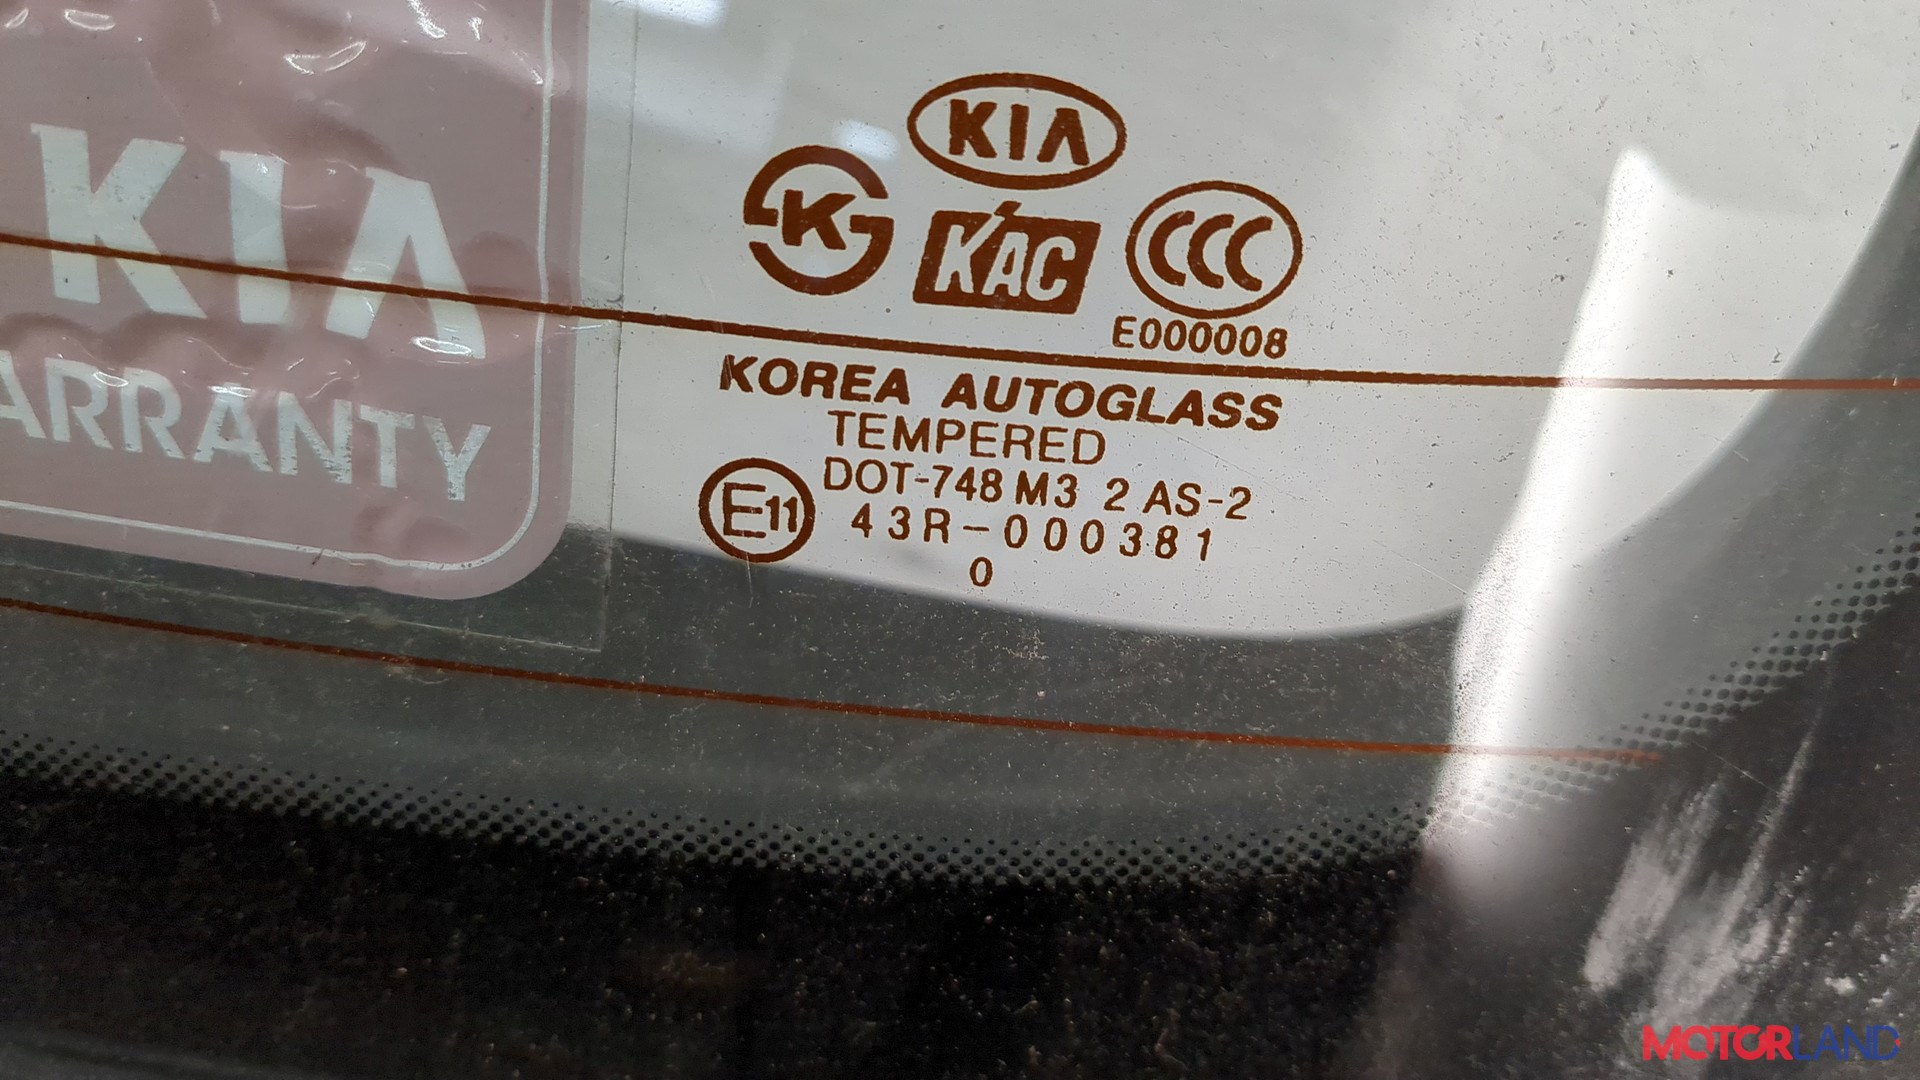 KIA
ARRANTY
KIA
K
KAC
CCC
E000008
KOREA AUTOGLASS
TEMPERED
E11
DOT-748 M3 2 AS-2
43R-000381
0
MOTORLAND